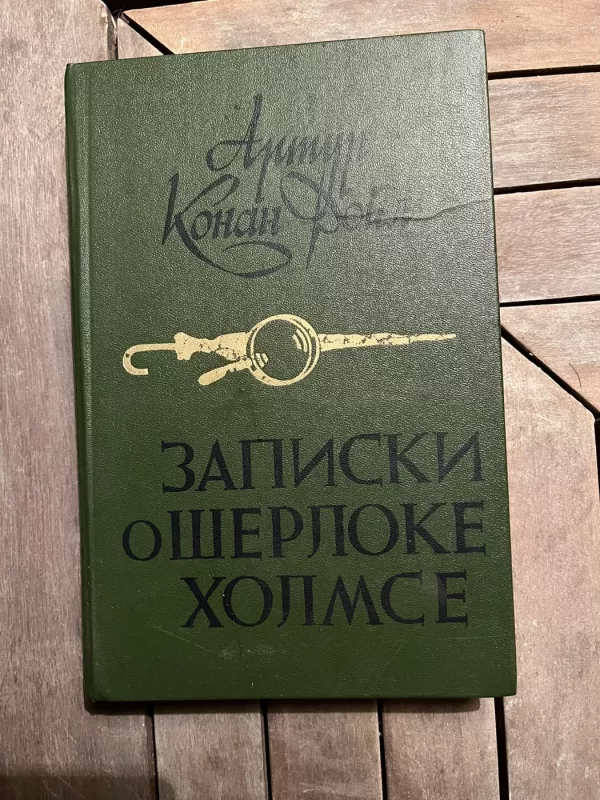 Артур
Конан Дойл
ЗАПИСКИ
О ШЕРЛОКЕ
ХОЛМСЕ